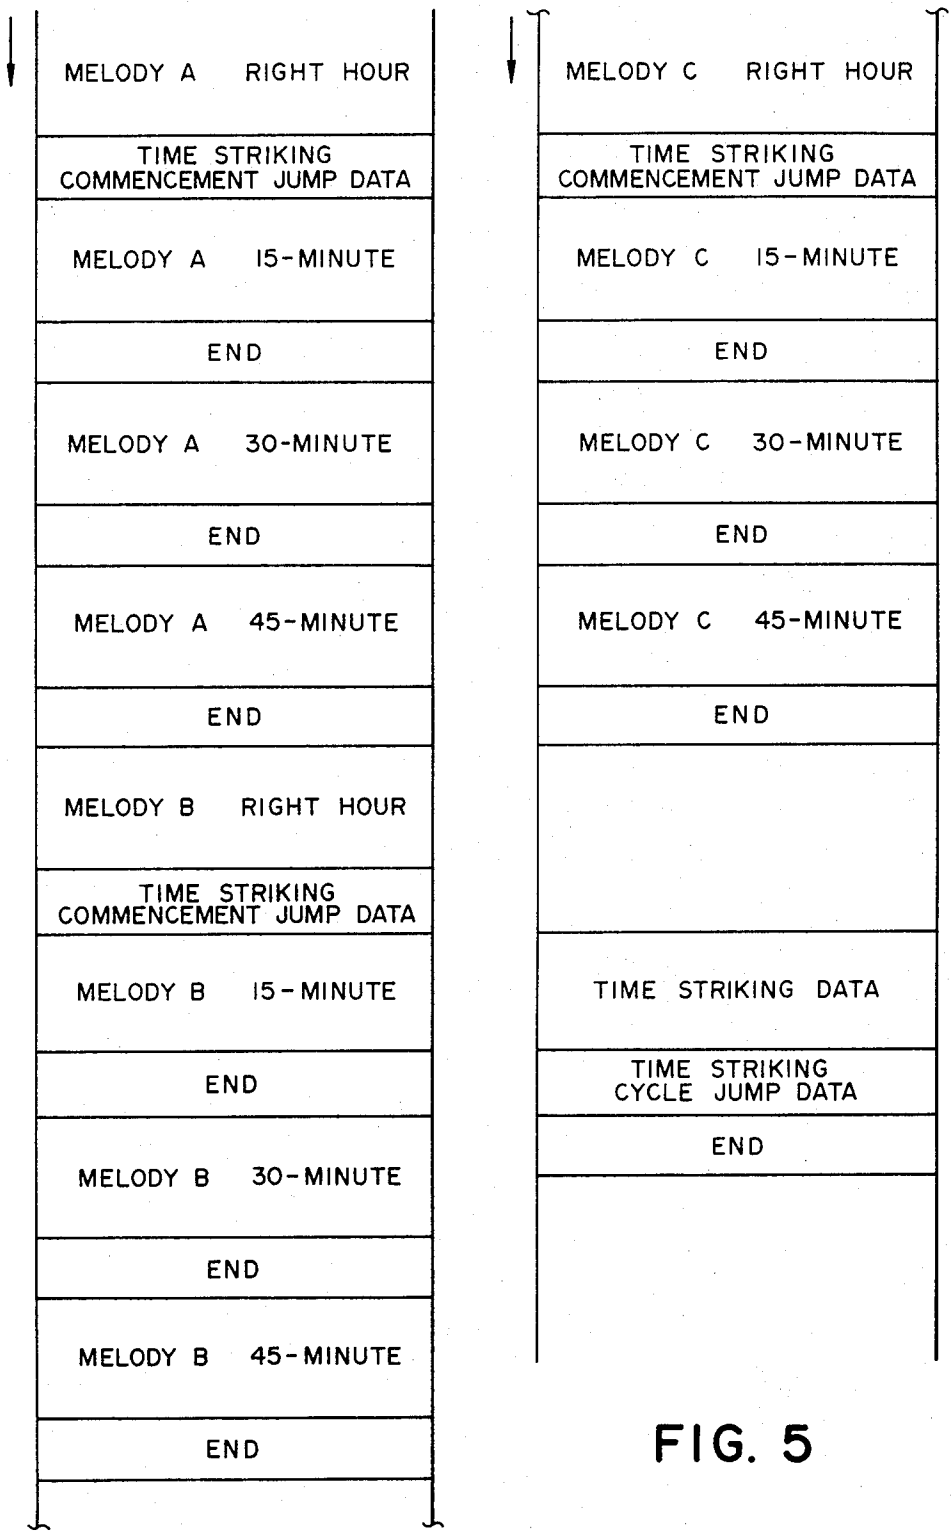 MELODY A RIGHT HOUR
TIME STRIKING
COMMENCEMENT JUMP DATA
MELODY A 15-MINUTE
END
MELODY A 30-MINUTE
END
MELODY A 45-MINUTE
END
MELODY B RIGHT HOUR
TIME STRIKING
COMMENCEMENT JUMP DATA
MELODY B 15-MINUTE
END
MELODY B 30-MINUTE
END
MELODY B 45-MINUTE
END
MELODY C RIGHT HOUR
TIME STRIKING
COMMENCEMENT JUMP DATA
MELODY C 15-MINUTE
END
MELODY C 30-MINUTE
END
MELODY C 45-MINUTE
END
TIME STRIKING DATA
TIME STRIKING
CYCLE JUMP DATA
END
FIG. 5